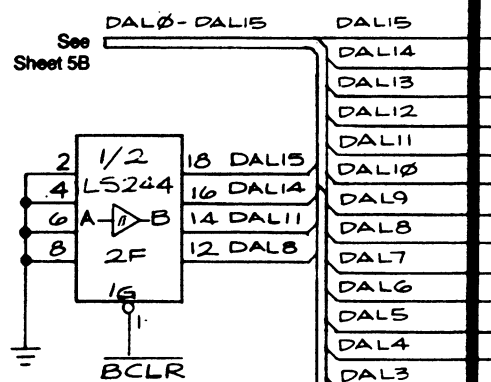 DALØ - DAL15
See
Sheet 5B
DAL15
DAL14
DAL13
DAL12
DAL11
DAL1Ø
DAL9
DAL8
DAL7
DAL6
DAL5
DAL4
DAL3
1/2
LS244
A B
2F
1G
2
4
6
8
18 DAL15
16 DAL14
14 DAL11
12 DAL8
1
BCLR